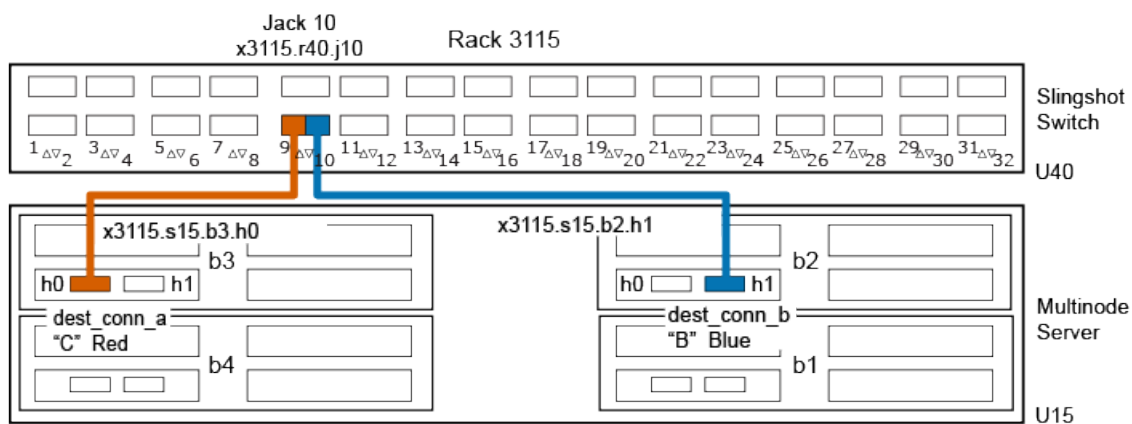 Jack 10
x3115.r40.j10
Rack 3115
Slingshot
Switch
1 △▽ 2 3 △▽ 4 5 △▽ 6 7 △▽ 8 9 △▽ 10 11 △▽ 12 13 △▽ 14 15 △▽ 16 17 △▽ 18 19 △▽ 20 21 △▽ 22 23 △▽ 24 25 △▽ 26 27 △▽ 28 29 △▽ 30 31 △▽ 32
U40
x3115.s15.b3.h0
x3115.s15.b2.h1
b3
b2
h0 h1
h0 h1
dest_conn_a
"C" Red
dest_conn_b
"B" Blue
Multinode
Server
b4
b1
U15